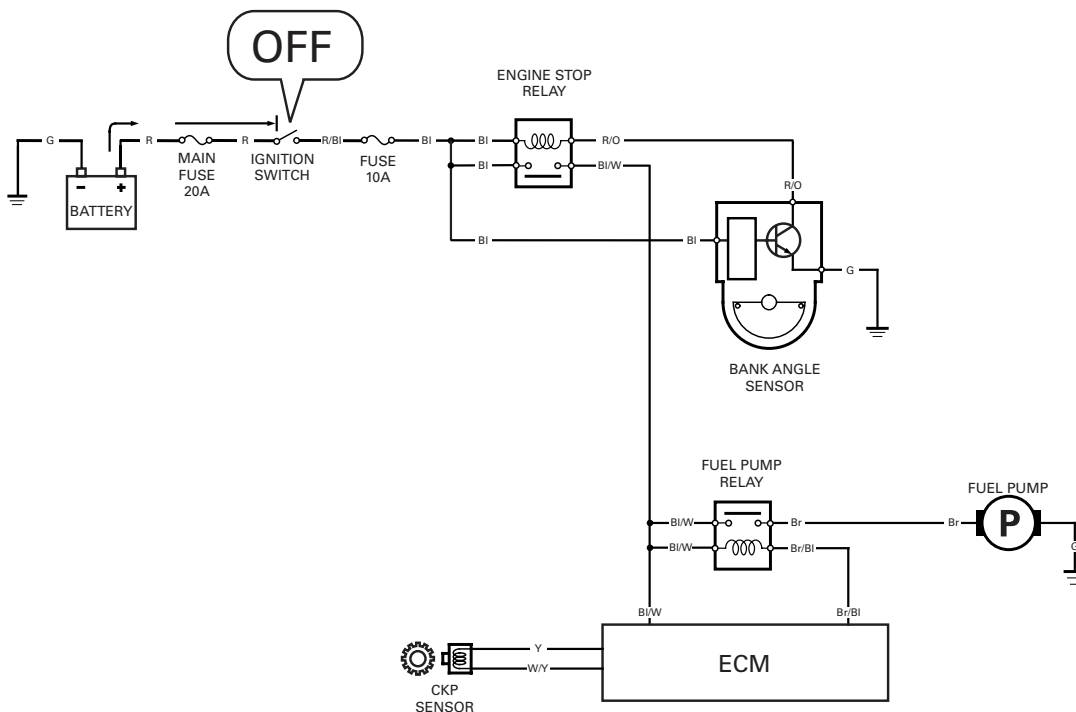 OFF
ENGINE STOP
RELAY
G
R
R
R/Bl
Bl
Bl
R/O
MAIN
FUSE
20A
IGNITION
SWITCH
FUSE
10A
Bl
Bl/W
- +
BATTERY
R/O
Bl
Bl
G
BANK ANGLE
SENSOR
FUEL PUMP
RELAY
FUEL PUMP
Bl/W
Br
Br
P
G
Bl/W
Br/Bl
Bl/W
Br/Bl
Y
W/Y
ECM
CKP
SENSOR